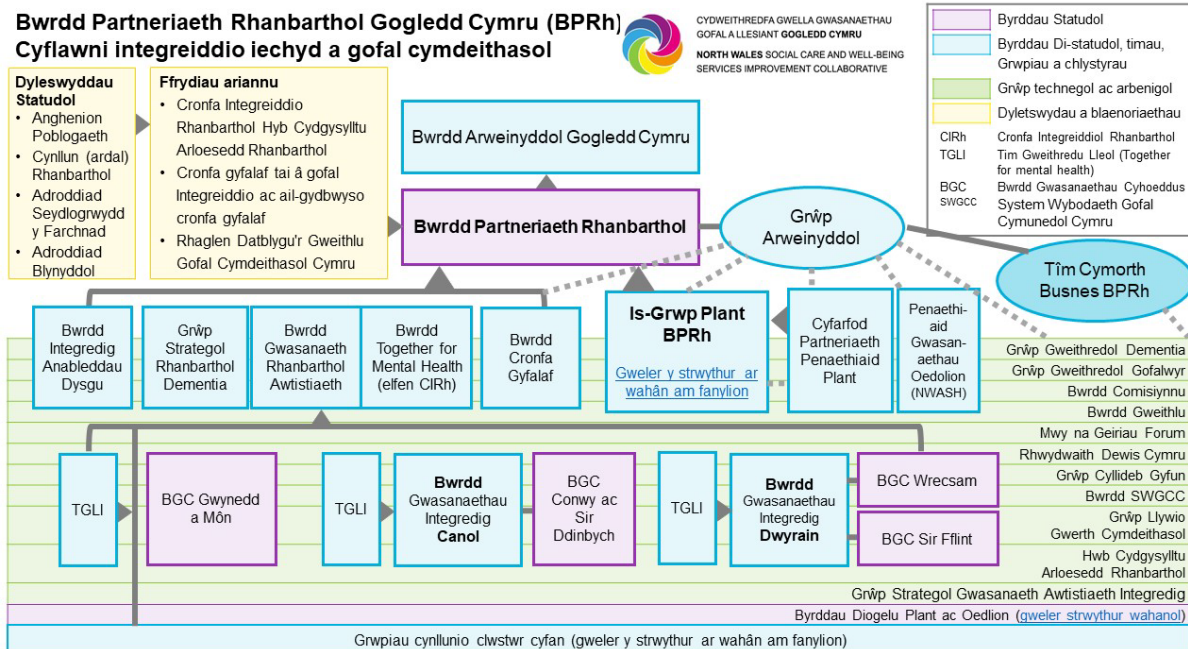 Bwrdd Partneriaeth Rhanbarthol Gogledd Cymru (BPRh)
Cyflawni integreiddio iechyd a gofal cymdeithasol
CYDWEITHREDFA GWELLA GWASANAETHAU
GOFAL A LLESIANT GOGLEDD CYMRU
NORTH WALES SOCIAL CARE AND WELL-BEING
SERVICES IMPROVEMENT COLLABORATIVE
Byrddau Statudol
Byrddau Di-statudol, timau,
Grwpiau a chlystyrau
Grŵp technegol ac arbenigol
Dyletswydau a blaenoriaethau
CIRh Cronfa Integreiddiol Rhanbarthol
TGLl Tim Gweithredu Lleol (Together
for mental health)
BGC Bwrdd Gwasanaethau Cyhoeddus
SWGCC System Wybodaeth Gofal
Cymunedol Cymru
Dyleswyddau
Statudol
• Anghenion
Poblogaeth
• Cynllun (ardal)
Rhanbarthol
• Adroddiad
Seydlogrwydd
y Farchnad
• Adroddiad
Blynyddol
Ffrydiau ariannu
• Cronfa Integreiddio
Rhanbarthol Hyb Cydgysylltu
Arloesedd Rhanbarthol
• Cronfa gyfalaf tai â gofal
Integreiddio ac ail-gydbwyso
cronfa gyfalaf
• Rhaglen Datblygu'r Gweithlu
Gofal Cymdeithasol Cymru
Bwrdd Arweinyddol Gogledd Cymru
Bwrdd Partneriaeth Rhanbarthol
Grŵp
Arweinyddol
Tîm Cymorth
Busnes BPRh
Bwrdd
Integredig
Anableddau
Dysgu
Grŵp
Strategol
Rhanbarthol
Dementia
Bwrdd
Gwasanaeth
Rhanbarthol
Awtistiaeth
Bwrdd
Together for
Mental Health
(elfen CIRh)
Bwrdd
Cronfa
Gyfalaf
Is-Grwp Plant
BPRh
Gweler y strwythur ar
wahân am fanylion
Cyfarfod
Partneriaeth
Penaethiaid
Plant
Penaethi-
aid
Gwasan-
aethau
Oedolion
(NWASH)
Grŵp Gweithredol Dementia
Grŵp Gweithredol Gofalwyr
Bwrdd Comisiynnu
Bwrdd Gweithlu
Mwy na Geiriau Forum
Rhwydwaith Dewis Cymru
Grŵp Cyllideb Gyfun
Bwrdd SWGCC
Grŵp Llywio
Gwerth Cymdeithasol
Hwb Cydgysylltu
Arloesedd Rhanbarthol
Grŵp Strategol Gwasanaeth Awtistiaeth Integredig
TGLl
BGC Gwynedd
a Môn
TGLl
Bwrdd
Gwasanaethau
Integredig
Canol
BGC
Conwy ac
Sir
Ddinbych
TGLl
Bwrdd
Gwasanaethau
Integredig
Dwyrain
BGC Wrecsam
BGC Sir Fflint
Byrddau Diogelu Plant ac Oedlion (gweler strwythur wahanol)
Grwpiau cynllunio clwstwr cyfan (gweler y strwythur ar wahân am fanylion)